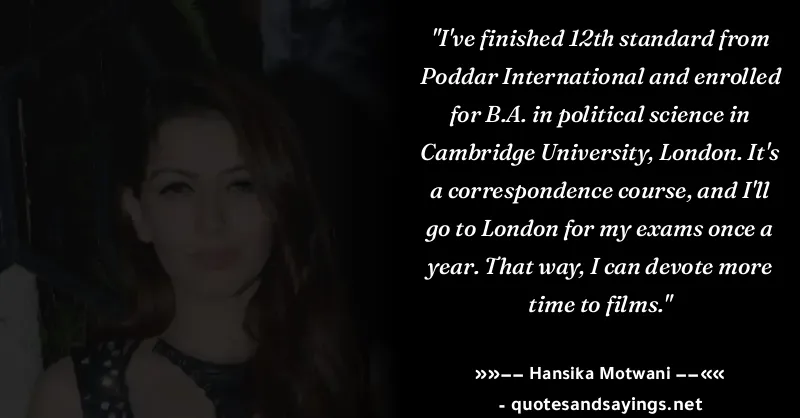 "I've finished 12th standard from
Poddar International and enrolled
for B.A. in political science in
Cambridge University, London. It's
a correspondence course, and I'll
go to London for my exams once a
year. That way, I can devote more
time to films."
»»−− Hansika Motwani −−««
- quotesandsayings.net